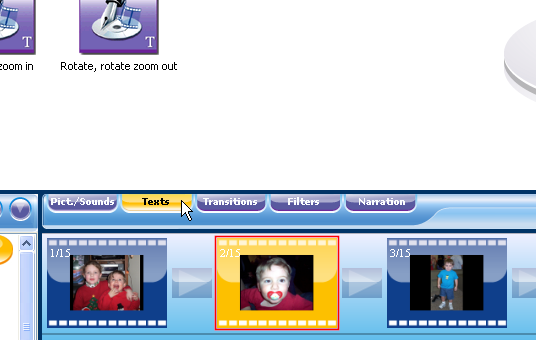 T
T
zoom in
Rotate, rotate zoom out
Pict./Sounds
Texts
Transitions
Filters
Narration
1/15
2/15
3/15